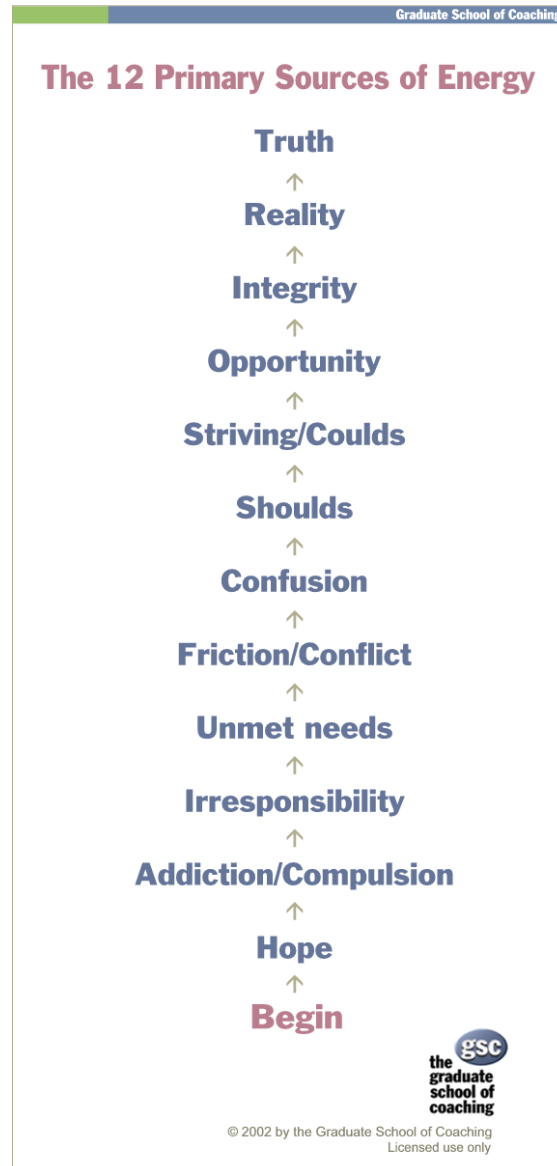 Graduate School of Coaching
The 12 Primary Sources of Energy
Truth
↑
Reality
↑
Integrity
↑
Opportunity
↑
Striving/Coulds
↑
Shoulds
↑
Confusion
↑
Friction/Conflict
↑
Unmet needs
↑
Irresponsibility
↑
Addiction/Compulsion
↑
Hope
↑
Begin
gsc
the
graduate
school of
coaching
© 2002 by the Graduate School of Coaching
Licensed use only